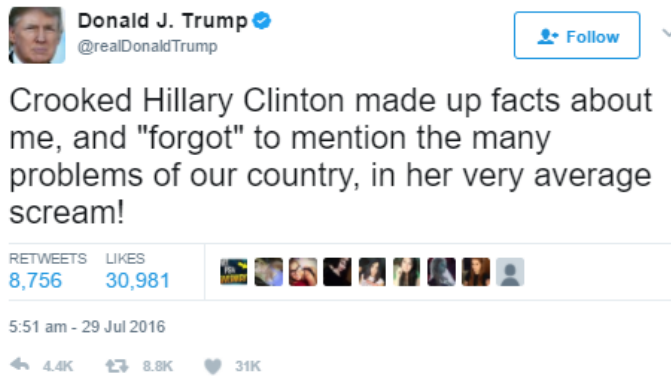 Donald J. Trump
@realDonaldTrump
Follow
Crooked Hillary Clinton made up facts about
me, and "forgot" to mention the many
problems of our country, in her very average
scream!
RETWEETS LIKES
8,756 30,981
5:51 am - 29 Jul 2016
4.4K 8.8K 31K